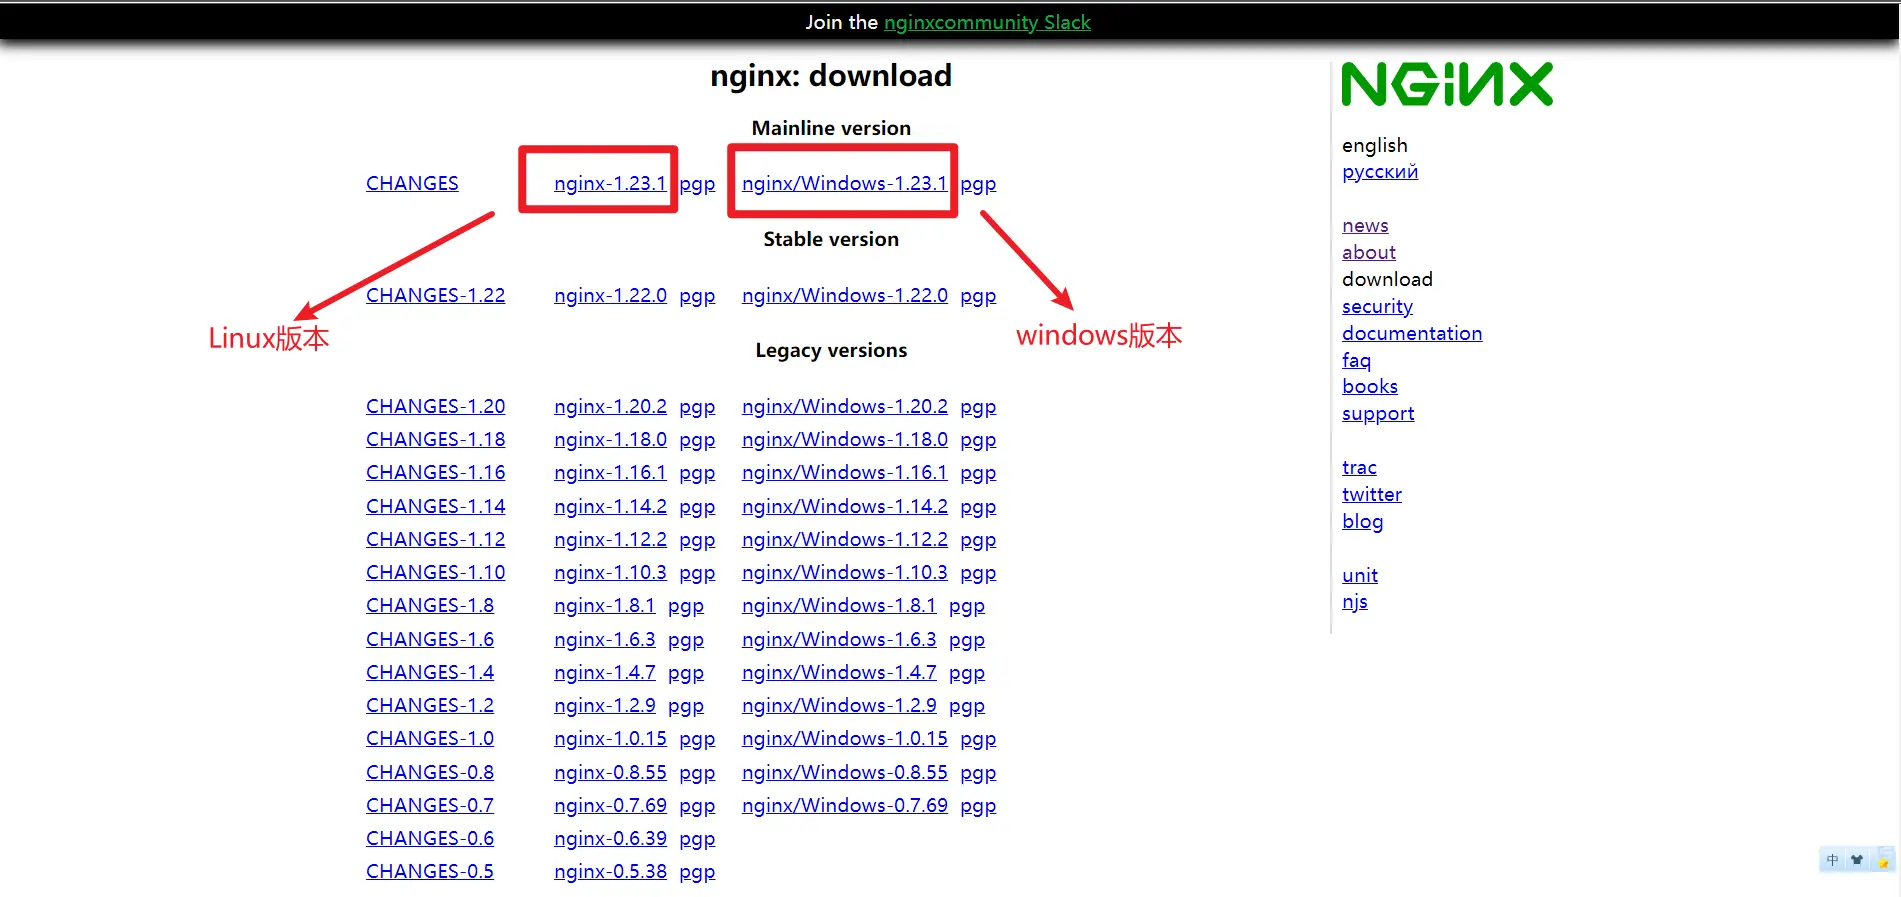 Join the nginxcommunity Slack
nginx: download
Mainline version
CHANGES nginx-1.23.1 pgp nginx/Windows-1.23.1 pgp
Stable version
CHANGES-1.22 nginx-1.22.0 pgp nginx/Windows-1.22.0 pgp
Linux版本
windows版本
Legacy versions
CHANGES-1.20 nginx-1.20.2 pgp nginx/Windows-1.20.2 pgp
CHANGES-1.18 nginx-1.18.0 pgp nginx/Windows-1.18.0 pgp
CHANGES-1.16 nginx-1.16.1 pgp nginx/Windows-1.16.1 pgp
CHANGES-1.14 nginx-1.14.2 pgp nginx/Windows-1.14.2 pgp
CHANGES-1.12 nginx-1.12.2 pgp nginx/Windows-1.12.2 pgp
CHANGES-1.10 nginx-1.10.3 pgp nginx/Windows-1.10.3 pgp
CHANGES-1.8 nginx-1.8.1 pgp nginx/Windows-1.8.1 pgp
CHANGES-1.6 nginx-1.6.3 pgp nginx/Windows-1.6.3 pgp
CHANGES-1.4 nginx-1.4.7 pgp nginx/Windows-1.4.7 pgp
CHANGES-1.2 nginx-1.2.9 pgp nginx/Windows-1.2.9 pgp
CHANGES-1.0 nginx-1.0.15 pgp nginx/Windows-1.0.15 pgp
CHANGES-0.8 nginx-0.8.55 pgp nginx/Windows-0.8.55 pgp
CHANGES-0.7 nginx-0.7.69 pgp nginx/Windows-0.7.69 pgp
CHANGES-0.6 nginx-0.6.39 pgp
CHANGES-0.5 nginx-0.5.38 pgp
NGINX
english
русский
news
about
download
security
documentation
faq
books
support
trac
twitter
blog
unit
njs
中